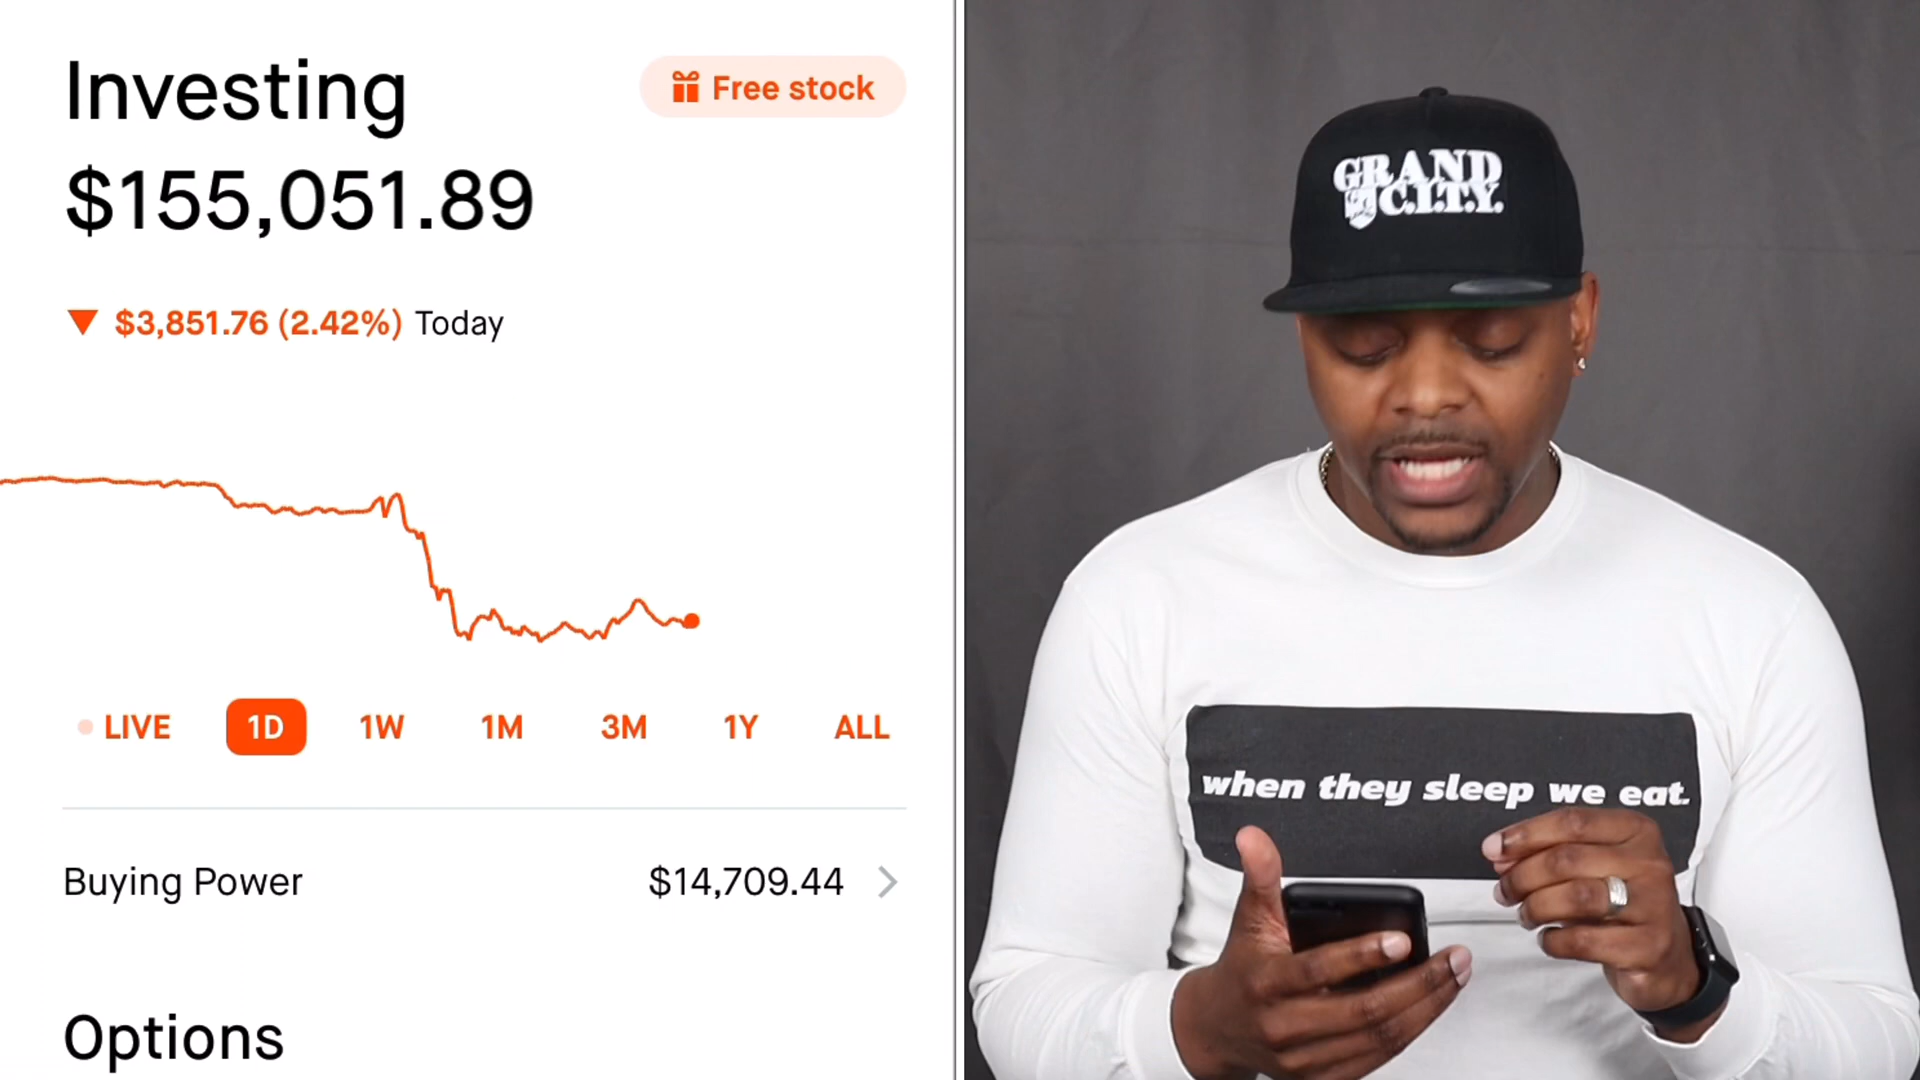 Investing
Free stock
$155,051.89
$3,851.76 (2.42%) Today
LIVE 1D 1W 1M 3M 1Y ALL
Buying Power $14,709.44
Options
GRAND
C.I.T.Y.
when they sleep we eat.